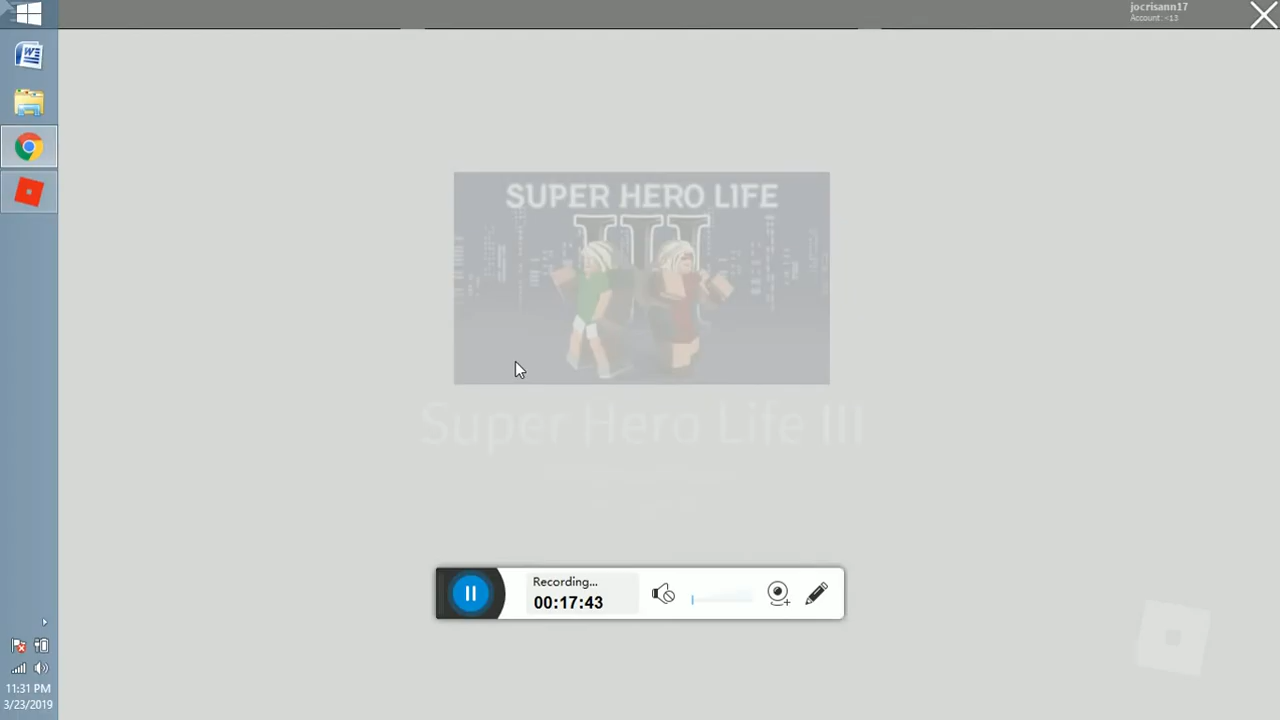 jocrisann17
Account: <13
SUPER HERO LIFE
III
Super Hero Life III
Recording...
00:17:43
11:31 PM
3/23/2019